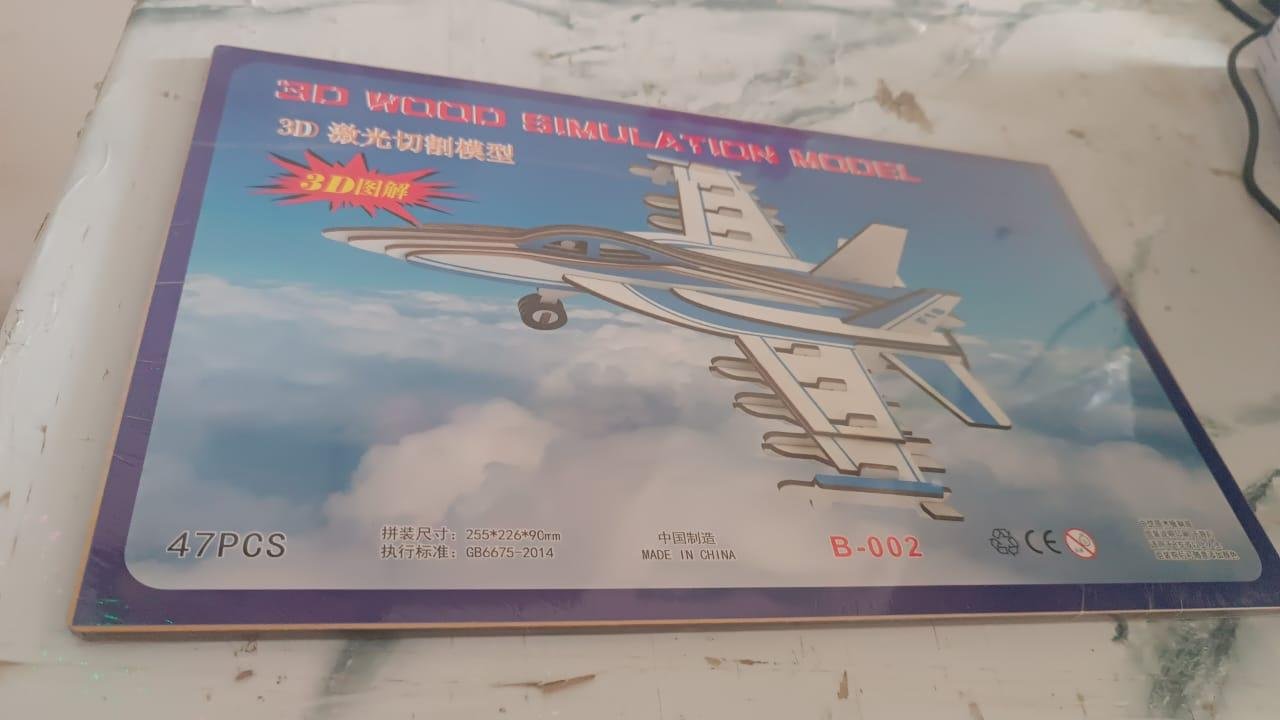 3D WOOD SIMULATION MODEL
3D 激光切割模型
3D图解
F18
47PCS
拼装尺寸：255*226*90mm
执行标准：GB6675-2014
中国制造
MADE IN CHINA
B-002
CE